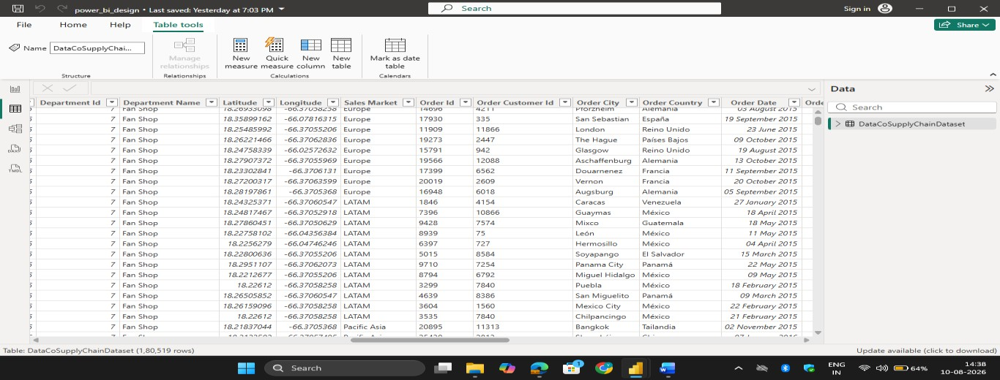 power_bi_design • Last saved: Yesterday at 7:03 PM
Search
Sign in
File Home Help Table tools
Share
Name DataCoSupplyChai...
Manage relationships
New measure
Quick measure
New column
New table
Mark as date table
Structure Relationships Calculations Calendars
Data
Search
DataCoSupplyChainDataset
Department Id Department Name Latitude Longitude Sales Market Order Id Order Customer Id Order City Order Country Order Date Orde
7 Fan Shop 18.26933098 -66.37058258 Europe 14696 4211 Pforzheim Alemania 03 August 2015
7 Fan Shop 18.35899162 -66.07816315 Europe 17930 335 San Sebastian España 19 September 2015
7 Fan Shop 18.25485992 -66.37055206 Europe 11909 11866 London Reino Unido 23 June 2015
7 Fan Shop 18.26221466 -66.37062836 Europe 19273 2447 The Hague Países Bajos 09 October 2015
7 Fan Shop 18.24758339 -66.02572632 Europe 15791 942 Glasgow Reino Unido 19 August 2015
7 Fan Shop 18.27907372 -66.37055969 Europe 19566 12088 Aschaffenburg Alemania 13 October 2015
7 Fan Shop 18.23302841 -66.3706131 Europe 17399 6562 Douarnenez Francia 11 September 2015
7 Fan Shop 18.27200317 -66.37063599 Europe 20019 2609 Vernon Francia 20 October 2015
7 Fan Shop 18.28197861 -66.3705368 Europe 16948 6018 Augsburg Alemania 05 September 2015
7 Fan Shop 18.24325371 -66.37060547 LATAM 1846 4154 Caracas Venezuela 27 January 2015
7 Fan Shop 18.24817467 -66.37052918 LATAM 7396 10866 Guaymas México 18 April 2015
7 Fan Shop 18.27860451 -66.37050629 LATAM 9428 7574 Mixco Guatemala 18 May 2015
7 Fan Shop 18.22758102 -66.04356384 LATAM 8939 75 León México 11 May 2015
7 Fan Shop 18.2256279 -66.04746246 LATAM 6397 727 Hermosillo México 04 April 2015
7 Fan Shop 18.22800636 -66.37055206 LATAM 5015 8584 Soyapango El Salvador 15 March 2015
7 Fan Shop 18.2951107 -66.37062073 LATAM 9710 7254 Panama City Panamá 22 May 2015
7 Fan Shop 18.2212677 -66.37055206 LATAM 8794 6792 Miguel Hidalgo México 09 May 2015
7 Fan Shop 18.22612 -66.37058258 LATAM 3299 7840 Puebla México 18 February 2015
7 Fan Shop 18.26505852 -66.37060547 LATAM 4639 8386 San Miguelito Panamá 09 March 2015
7 Fan Shop 18.26159096 -66.37058258 LATAM 3604 1560 Mexico City México 22 February 2015
7 Fan Shop 18.22612 -66.37058258 LATAM 3535 7840 Chilpancingo México 21 February 2015
7 Fan Shop 18.21837044 -66.3705368 Pacific Asia 20895 11313 Bangkok Tailandia 02 November 2015
Table: DataCoSupplyChainDataset (1,80,519 rows)
Update available (click to download)
Search
1
ENG
IN
64%
14:38
10-08-2026